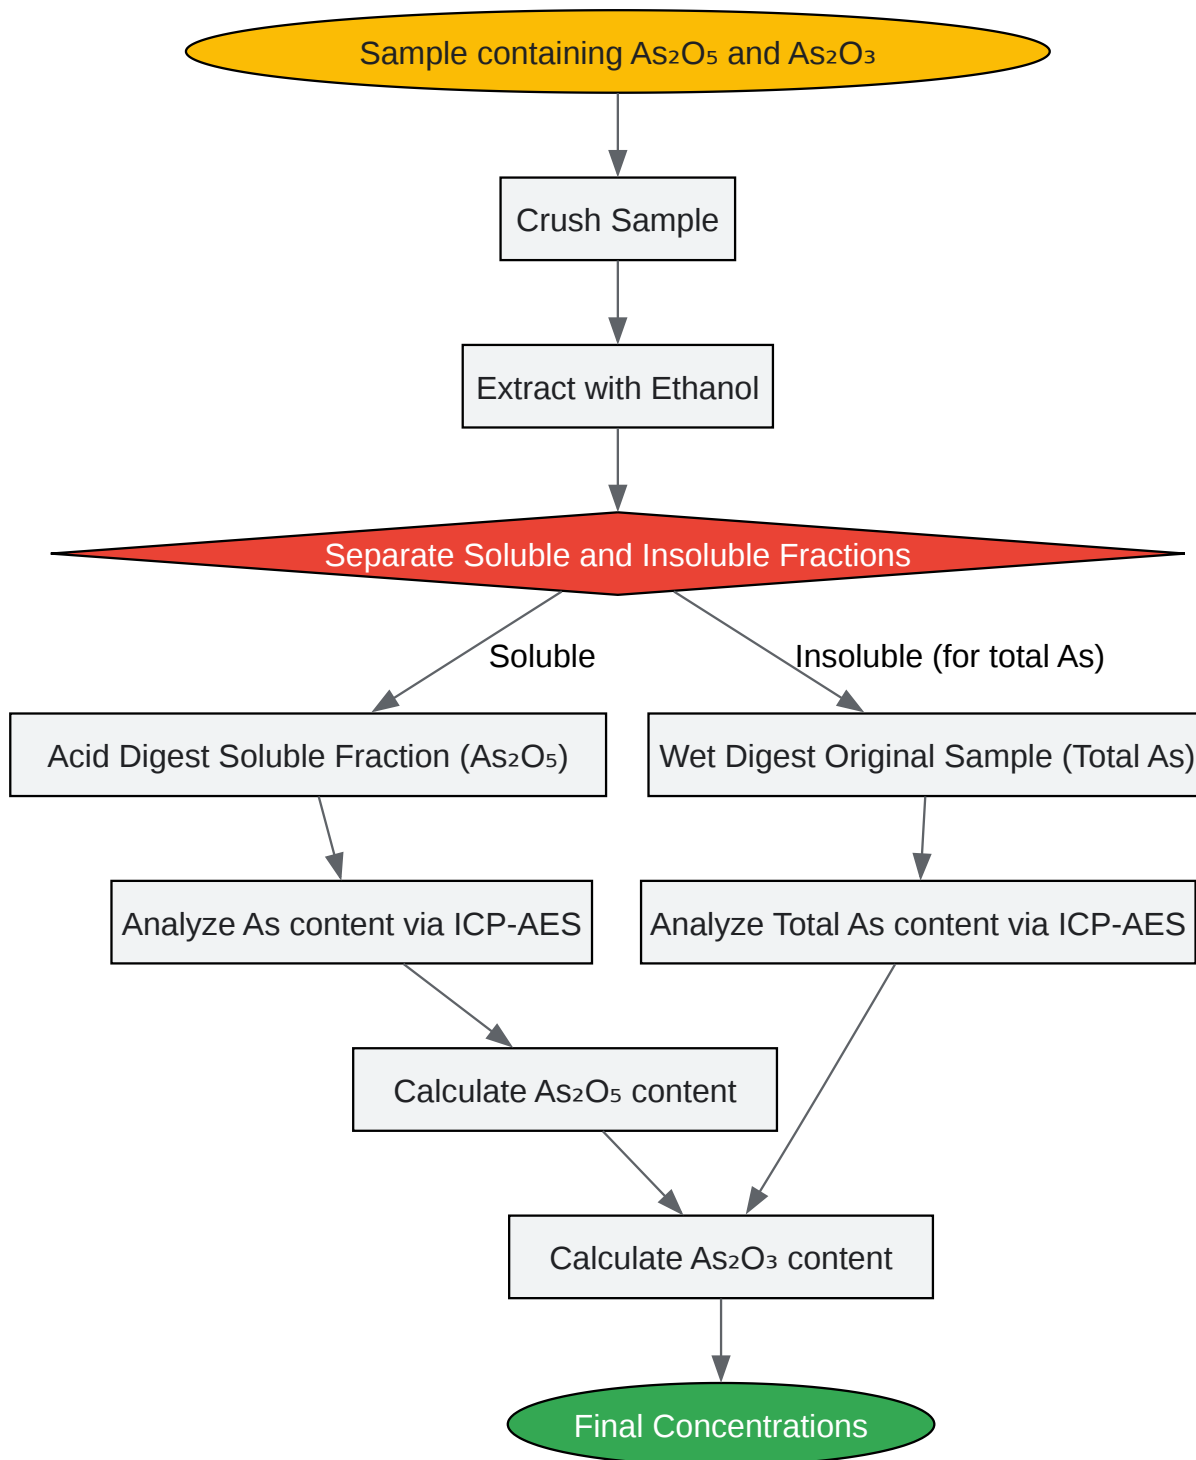 Sample containing As₂O₅ and As₂O₃
Crush Sample
Extract with Ethanol
Separate Soluble and Insoluble Fractions
Soluble
Insoluble (for total As)
Acid Digest Soluble Fraction (As₂O₅)
Wet Digest Original Sample (Total As)
Analyze As content via ICP-AES
Analyze Total As content via ICP-AES
Calculate As₂O₅ content
Calculate As₂O₃ content
Final Concentrations